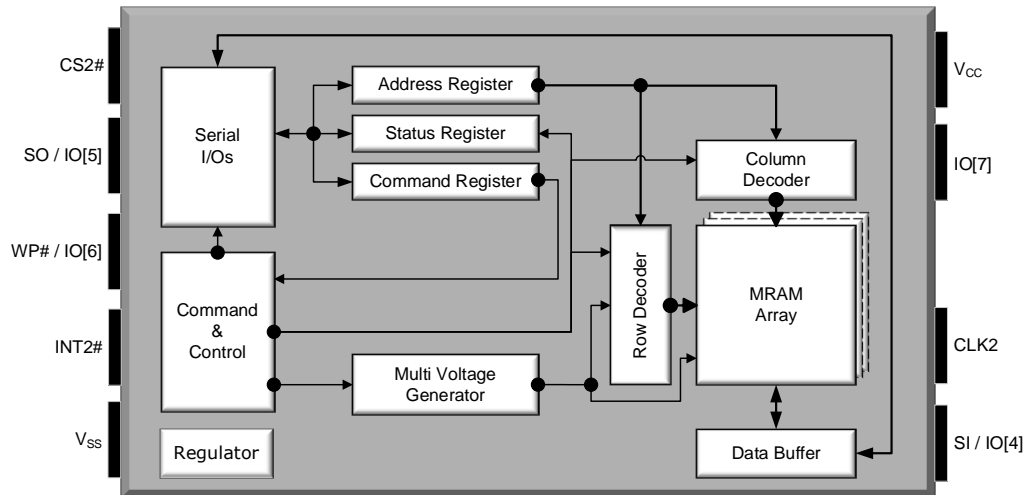 CS2#
SO / IO[5]
WP# / IO[6]
INT2#
VSS
Serial
I/Os
Command
&
Control
Regulator
Address Register
Status Register
Command Register
Multi Voltage
Generator
Row Decoder
Column
Decoder
MRAM
Array
Data Buffer
VCC
IO[7]
CLK2
SI / IO[4]